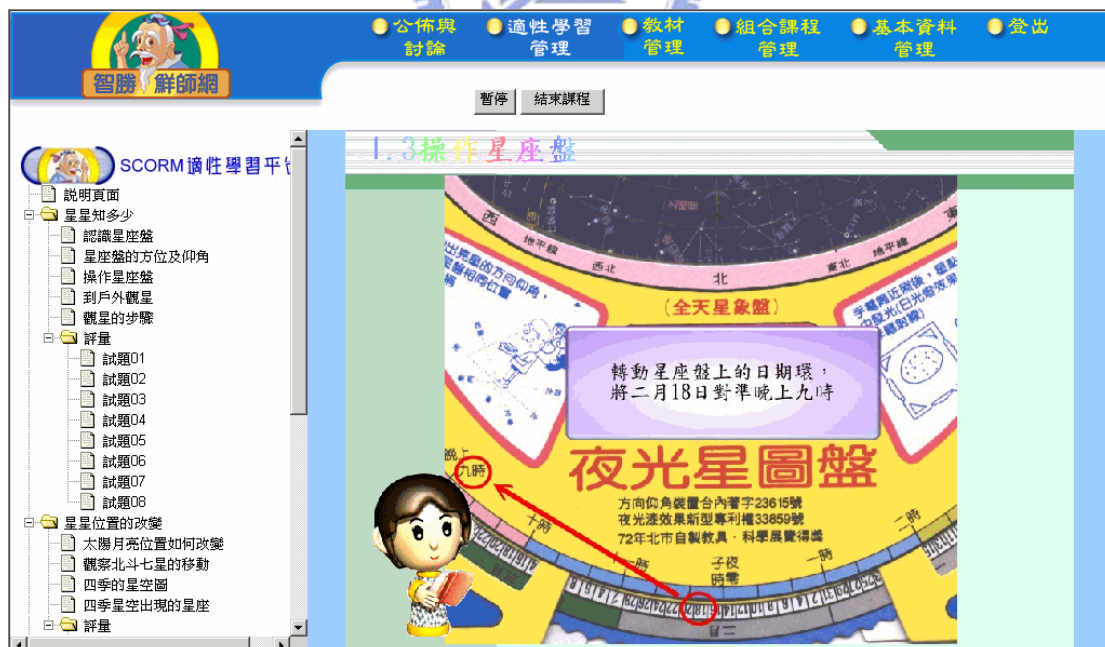 公佈與討論
適性學習管理
教材管理
組合課程管理
基本資料管理
登出
智勝 鮮師網
暫停
結束課程
SCORM適性學習平
說明頁面
星星知多少
認識星座盤
星座盤的方位及仰角
操作星座盤
到戶外觀星
觀星的步驟
評量
試題01
試題02
試題03
試題04
試題05
試題06
試題07
試題08
星星位置的改變
太陽月亮位置如何改變
觀察北斗七星的移動
四季的星空圖
四季星空出現的星座
評量
1.3操作星座盤
西
地平線
西北
北
東北
地平線
東
(全天星象盤)
轉動星座盤上的日期環，
將二月18日對準晚上九時
夜光星圖盤
方向仰角裝置台內著字23615號
夜光漆效果新型專利權33859號
72年北市自製教具．科學展覽得獎
晚上
九時
十時
子夜
時零
一時
二時
二月